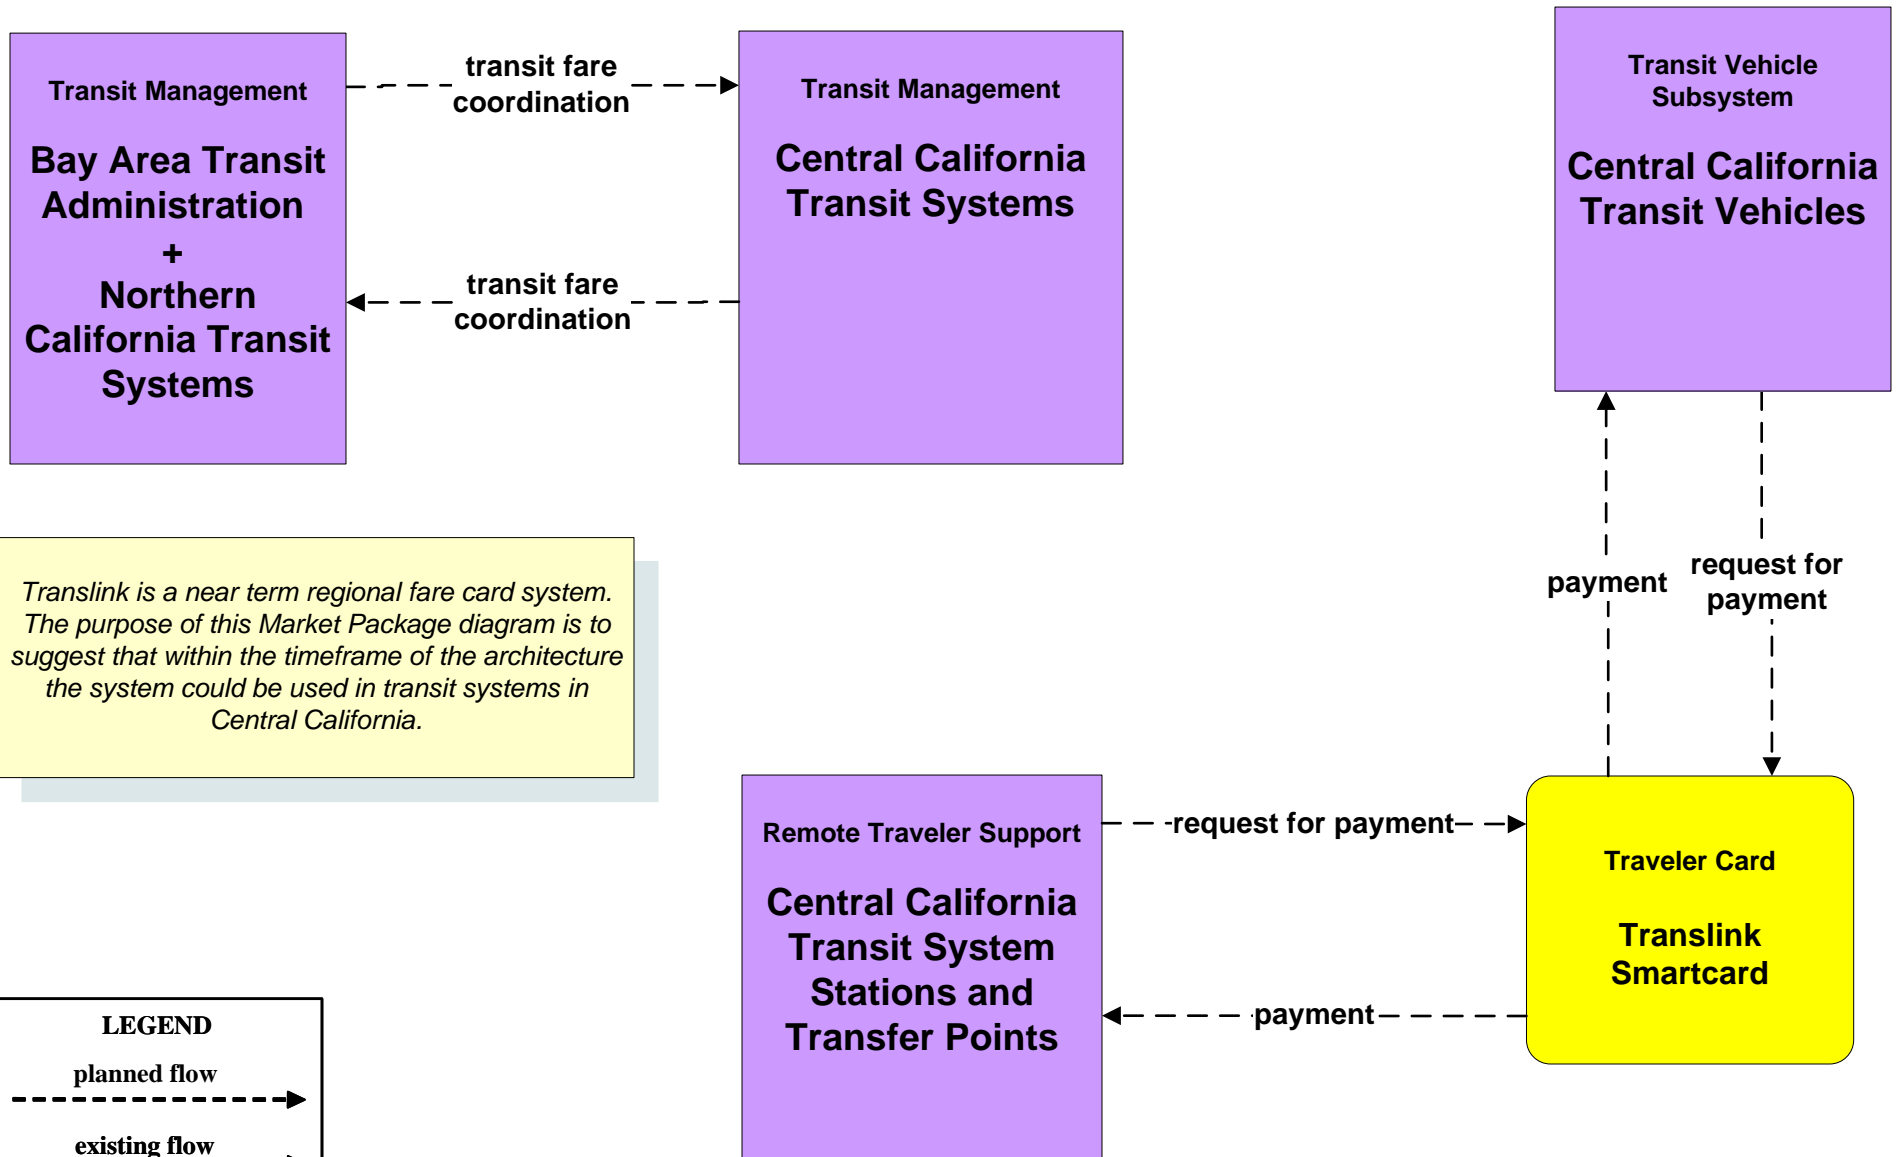 Transit Management
Bay Area Transit
Administration
+
Northern
California Transit
Systems
transit fare
coordination
transit fare
coordination
Transit Management
Central California
Transit Systems
Transit Vehicle
Subsystem
Central California
Transit Vehicles
payment
request for
payment
Translink is a near term regional fare card system.
The purpose of this Market Package diagram is to
suggest that within the timeframe of the architecture
the system could be used in transit systems in
Central California.
Remote Traveler Support
Central California
Transit System
Stations and
Transfer Points
request for payment
payment
Traveler Card
Translink
Smartcard
LEGEND
planned flow
existing flow